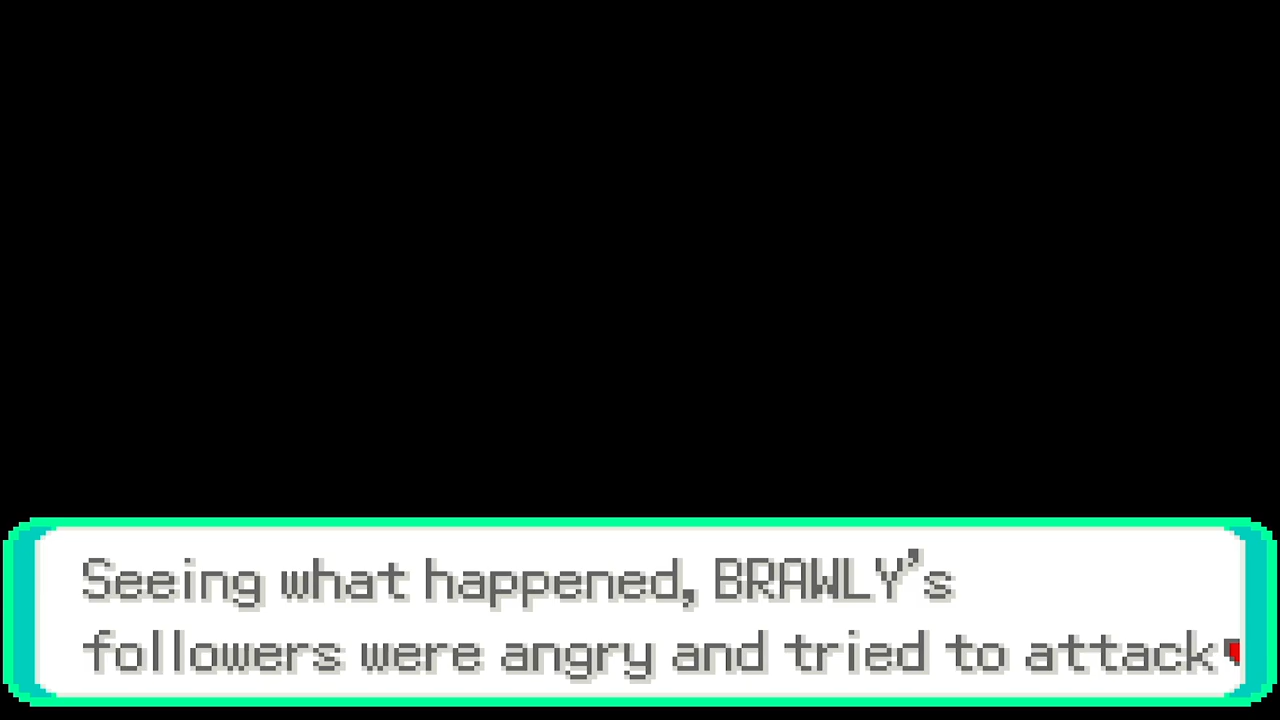 Seeing what happened, BRAWLY's
followers were angry and tried to attack